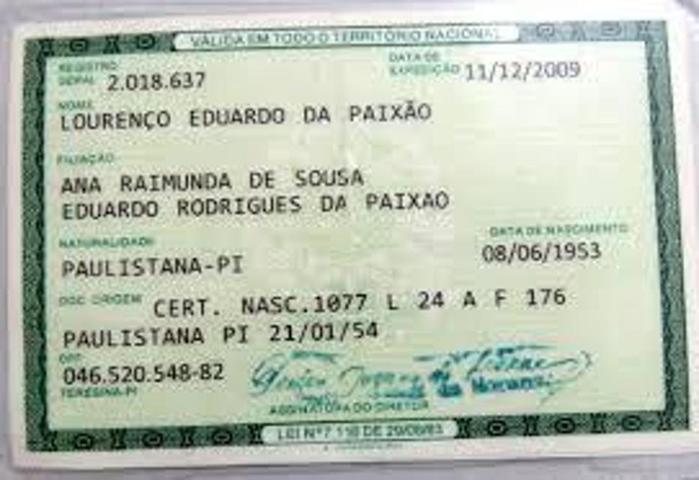 VÁLIDA EM TODO O TERRITÓRIO NACIONAL
REGISTRO GERAL 2.018.637 DATA DE EXPEDIÇÃO 11/12/2009
NOME
LOURENÇO EDUARDO DA PAIXÃO
FILIAÇÃO
ANA RAIMUNDA DE SOUSA
EDUARDO RODRIGUES DA PAIXAO
NATURALIDADE DATA DE NASCIMENTO
PAULISTANA-PI 08/06/1953
DOC ORIGEM CERT. NASC.1077 L 24 A F 176
PAULISTANA PI 21/01/54
CPF
046.520.548-82
TERESINA-PI
ASSINATURA DO DIRETOR
LEI Nº 7.116 DE 29/08/83